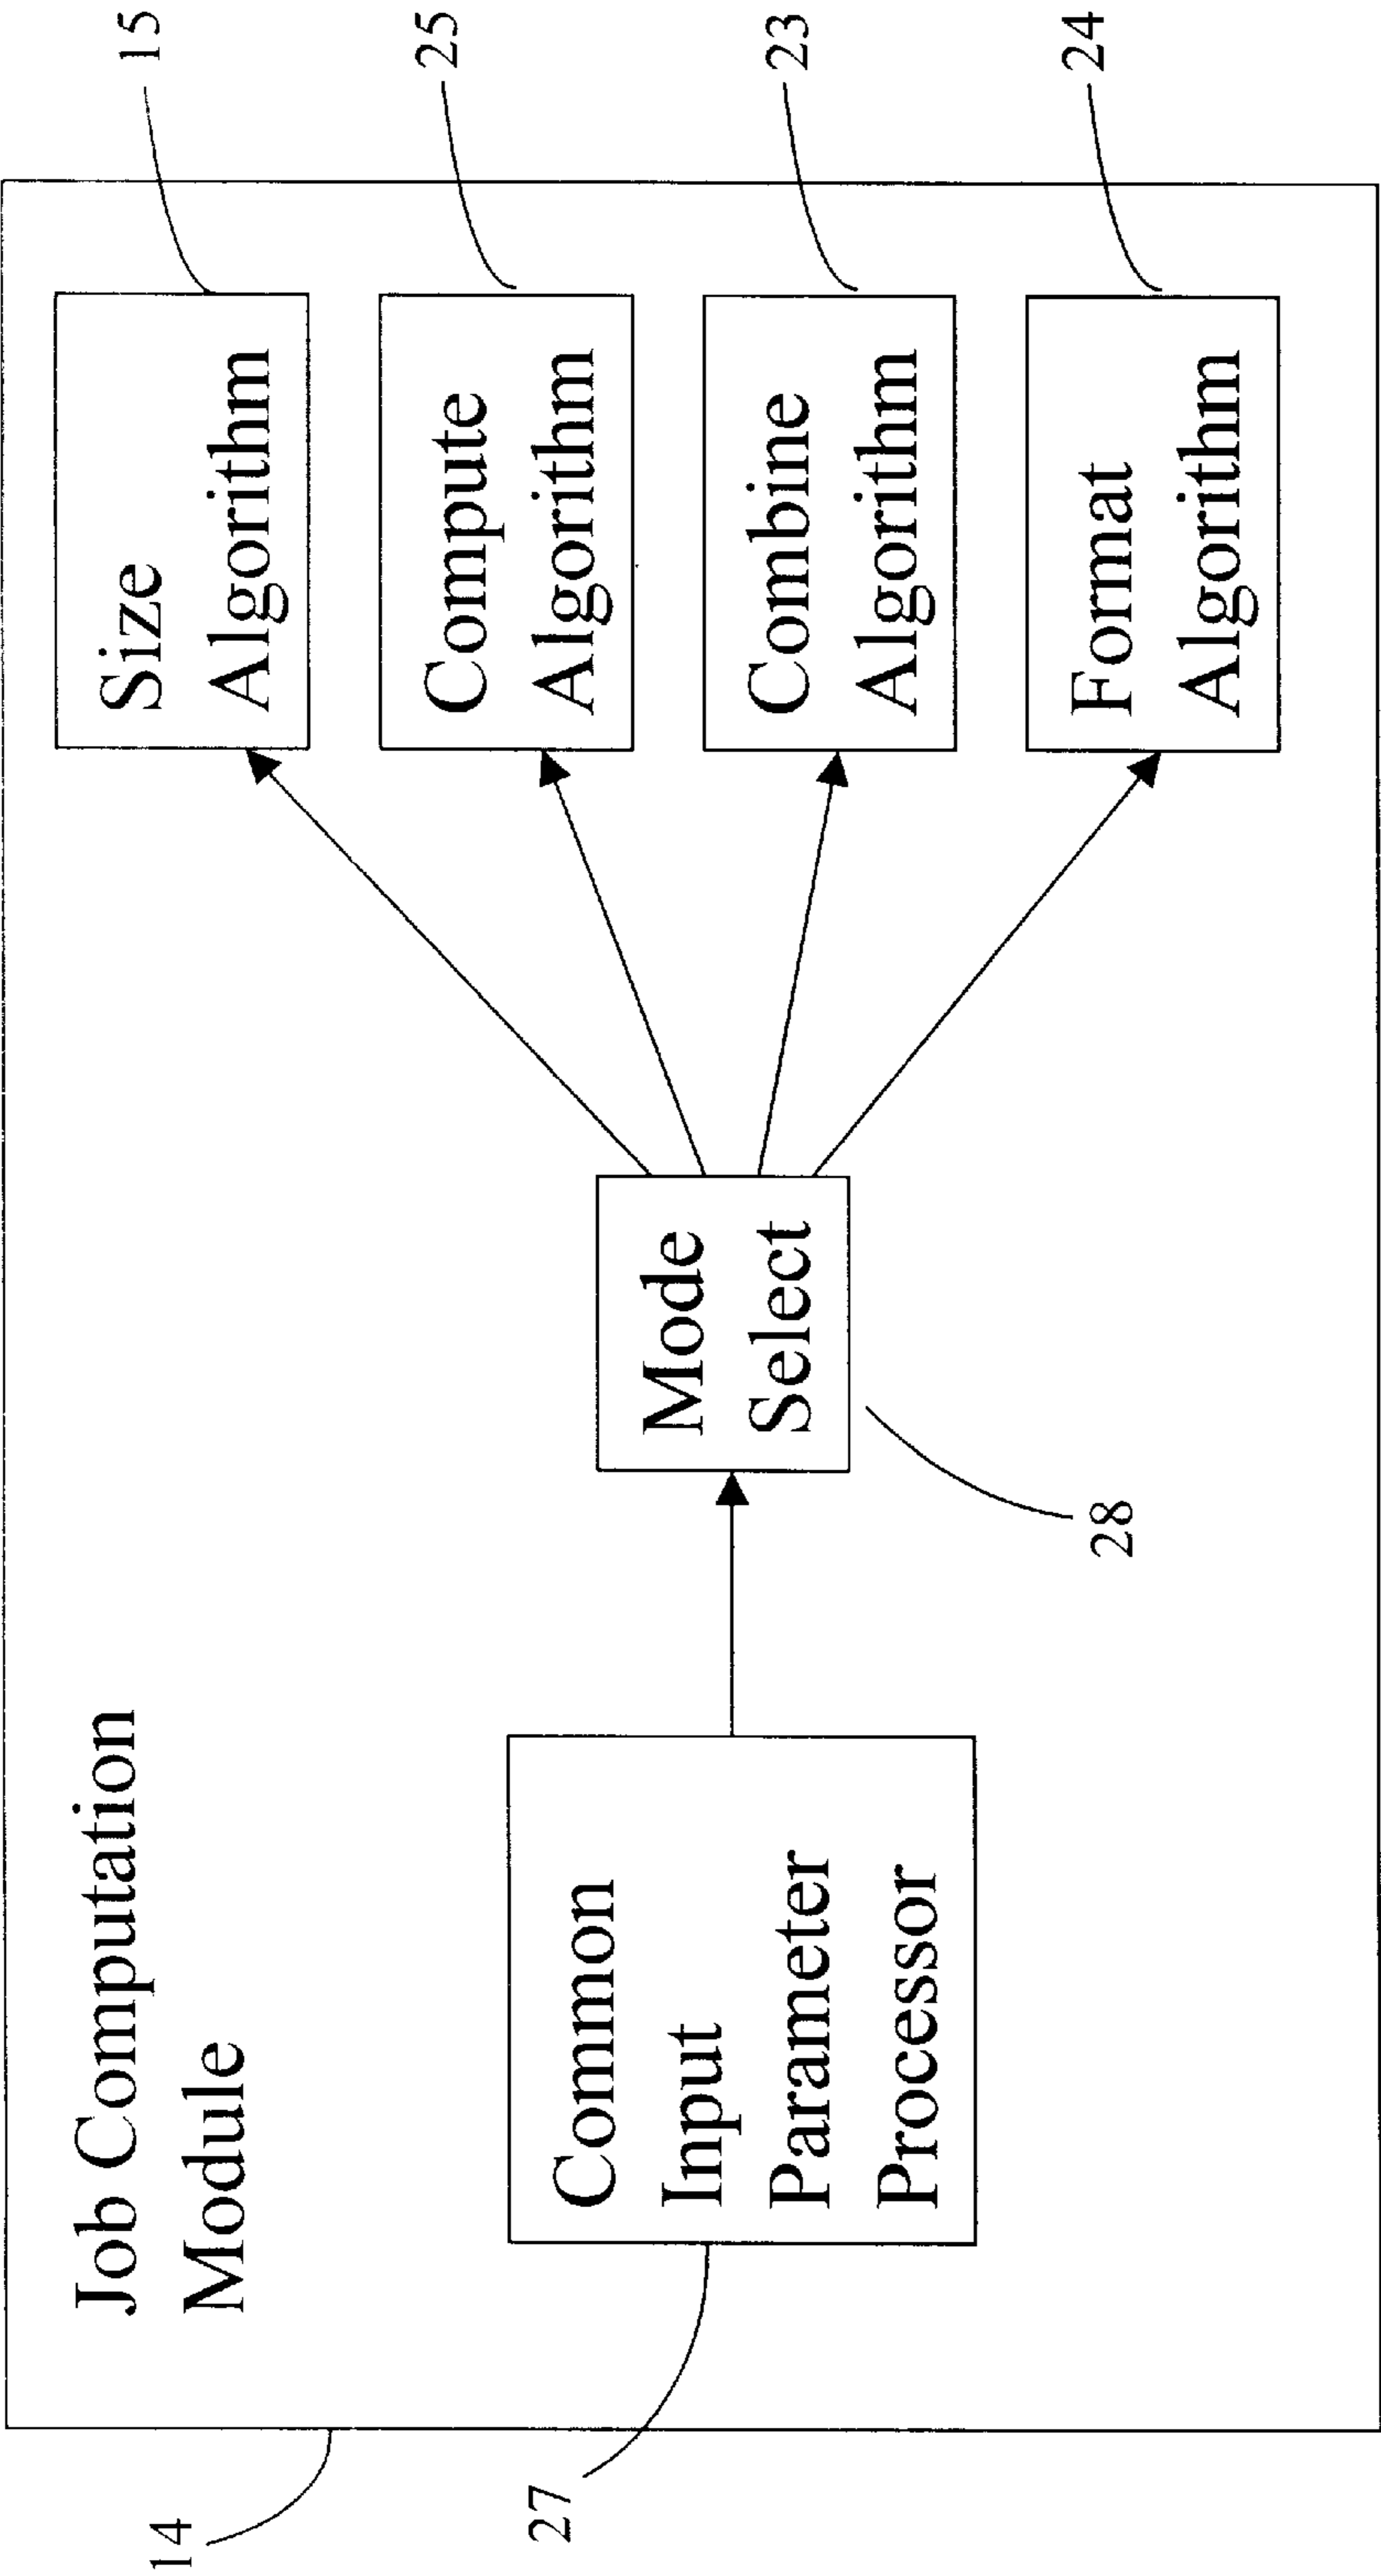 Job Computation
Module
14
Common
Input
Parameter
Processor
27
Mode
Select
28
Size
Algorithm
15
Compute
Algorithm
25
Combine
Algorithm
23
Format
Algorithm
24